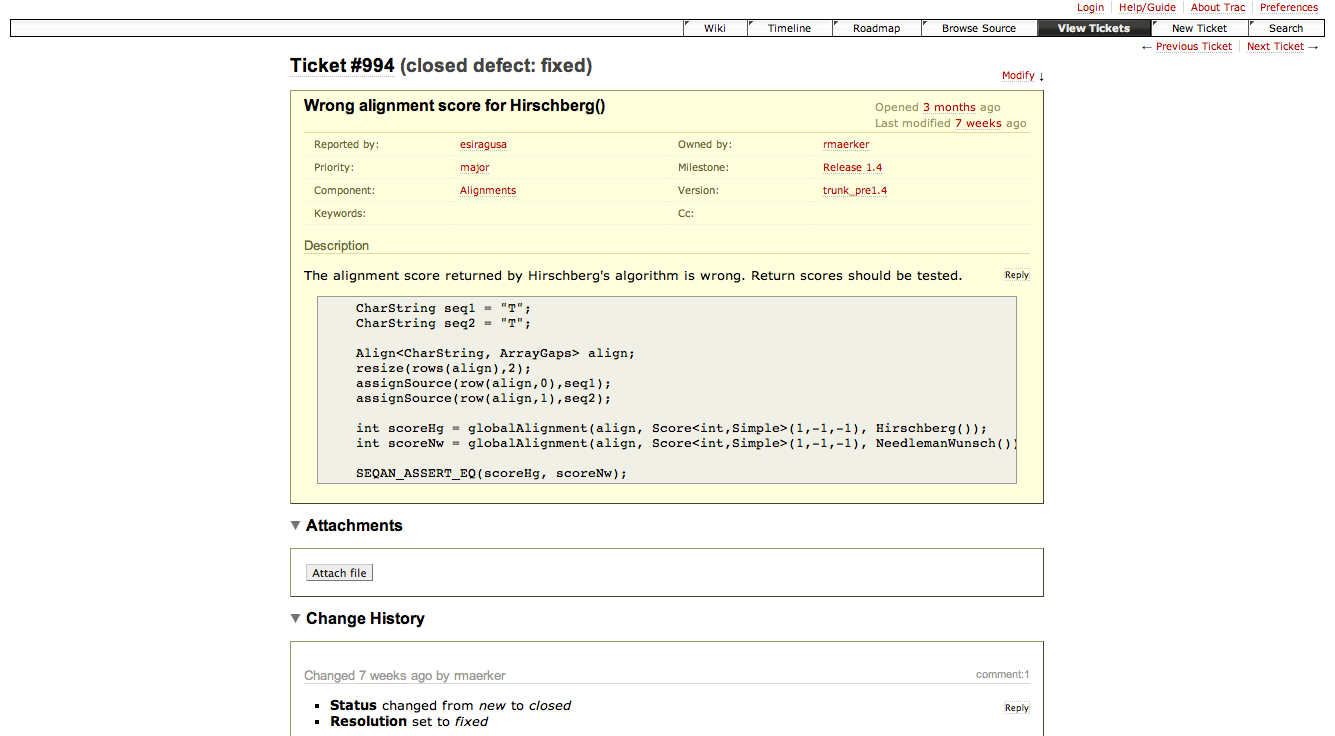 Login Help/Guide About Trac Preferences
Wiki Timeline Roadmap Browse Source View Tickets New Ticket Search
← Previous Ticket Next Ticket →
Ticket #994 (closed defect: fixed)
Modify ↓
Wrong alignment score for Hirschberg()
Opened 3 months ago
Last modified 7 weeks ago
Reported by: esiragusa Owned by: rmaerker
Priority: major Milestone: Release 1.4
Component: Alignments Version: trunk_pre1.4
Keywords: Cc:
Description
The alignment score returned by Hirschberg's algorithm is wrong. Return scores should be tested. Reply
CharString seq1 = "T";
CharString seq2 = "T";
Align<CharString, ArrayGaps> align;
resize(rows(align),2);
assignSource(row(align,0),seq1);
assignSource(row(align,1),seq2);
int scoreHg = globalAlignment(align, Score<int,Simple>(1,-1,-1), Hirschberg());
int scoreNw = globalAlignment(align, Score<int,Simple>(1,-1,-1), NeedlemanWunsch())
SEQAN_ASSERT_EQ(scoreHg, scoreNw);
▼ Attachments
Attach file
▼ Change History
Changed 7 weeks ago by rmaerker comment:1
▪ Status changed from new to closed
Reply
▪ Resolution set to fixed